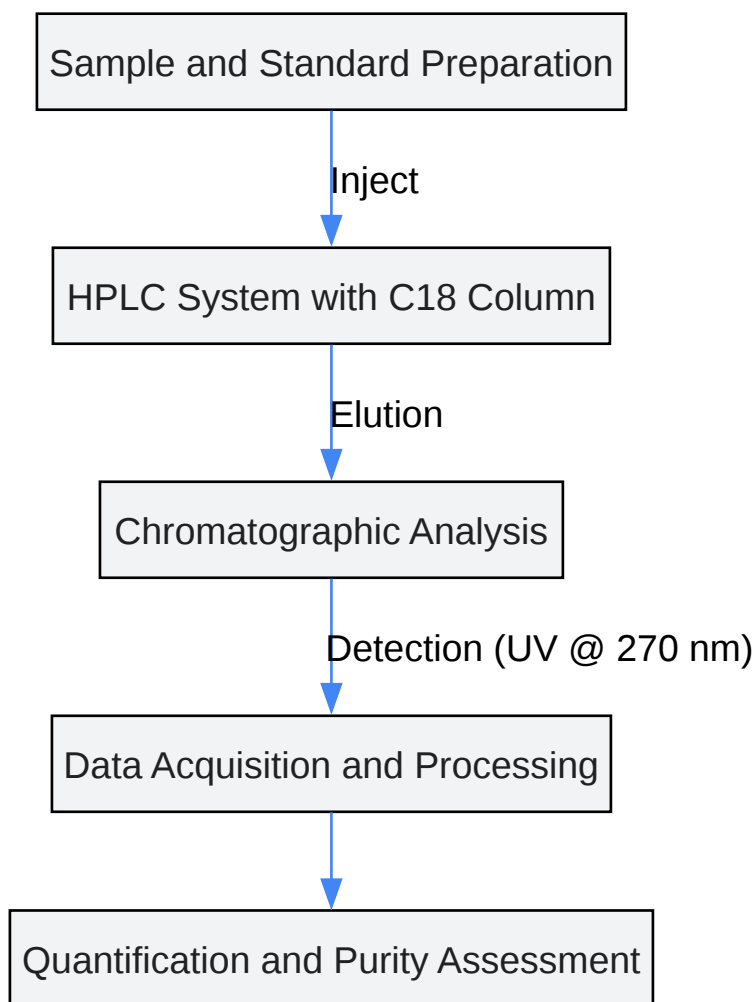 Sample and Standard Preparation
Inject
HPLC System with C18 Column
Elution
Chromatographic Analysis
Detection (UV @ 270 nm)
Data Acquisition and Processing
Quantification and Purity Assessment